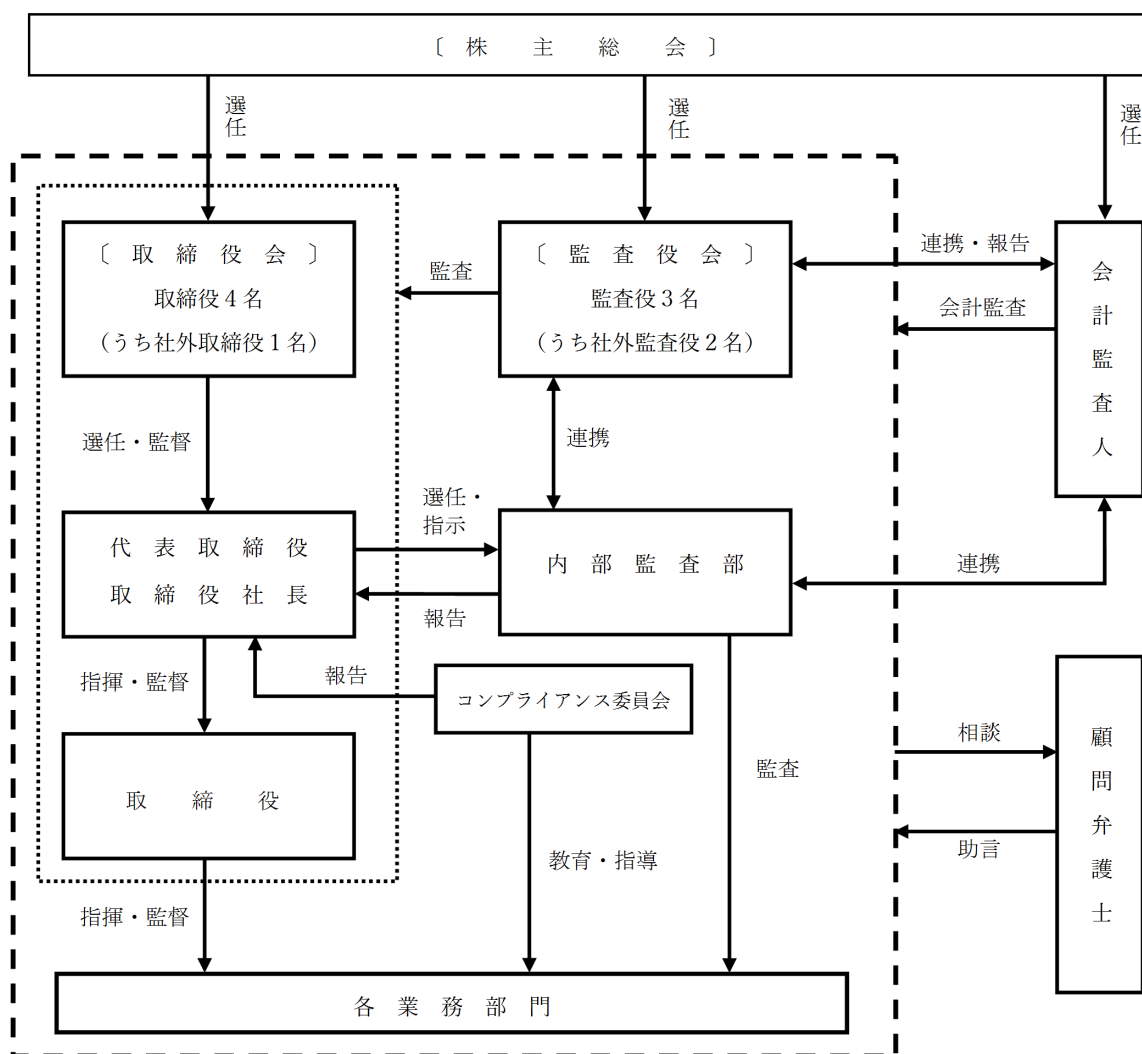 〔株主総会〕
選任
選任
選任
〔取締役会〕
取締役4名
(うち社外取締役1名)
監査
〔監査役会〕
監査役3名
(うち社外監査役2名)
連携・報告
会計監査
会計監査人
選任・監督
連携
代表取締役
取締役社長
選任・
指示
報告
内部監査部
連携
指揮・監督
報告
コンプライアンス委員会
取締役
監査
相談
助言
顧問弁護士
教育・指導
指揮・監督
各業務部門